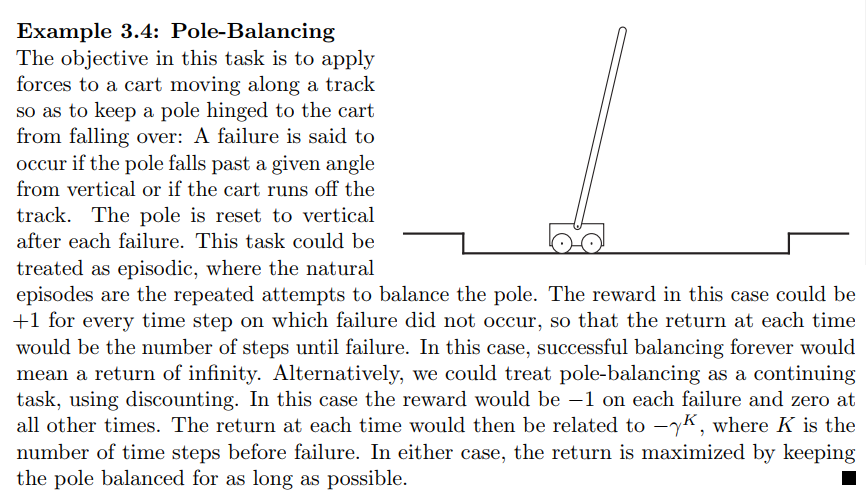 Example 3.4: Pole-Balancing
The objective in this task is to apply
forces to a cart moving along a track
so as to keep a pole hinged to the cart
from falling over: A failure is said to
occur if the pole falls past a given angle
from vertical or if the cart runs off the
track. The pole is reset to vertical
after each failure. This task could be
treated as episodic, where the natural
episodes are the repeated attempts to balance the pole. The reward in this case could be
+1 for every time step on which failure did not occur, so that the return at each time
would be the number of steps until failure. In this case, successful balancing forever would
mean a return of infinity. Alternatively, we could treat pole-balancing as a continuing
task, using discounting. In this case the reward would be −1 on each failure and zero at
all other times. The return at each time would then be related to −γ^K, where K is the
number of time steps before failure. In either case, the return is maximized by keeping
the pole balanced for as long as possible.